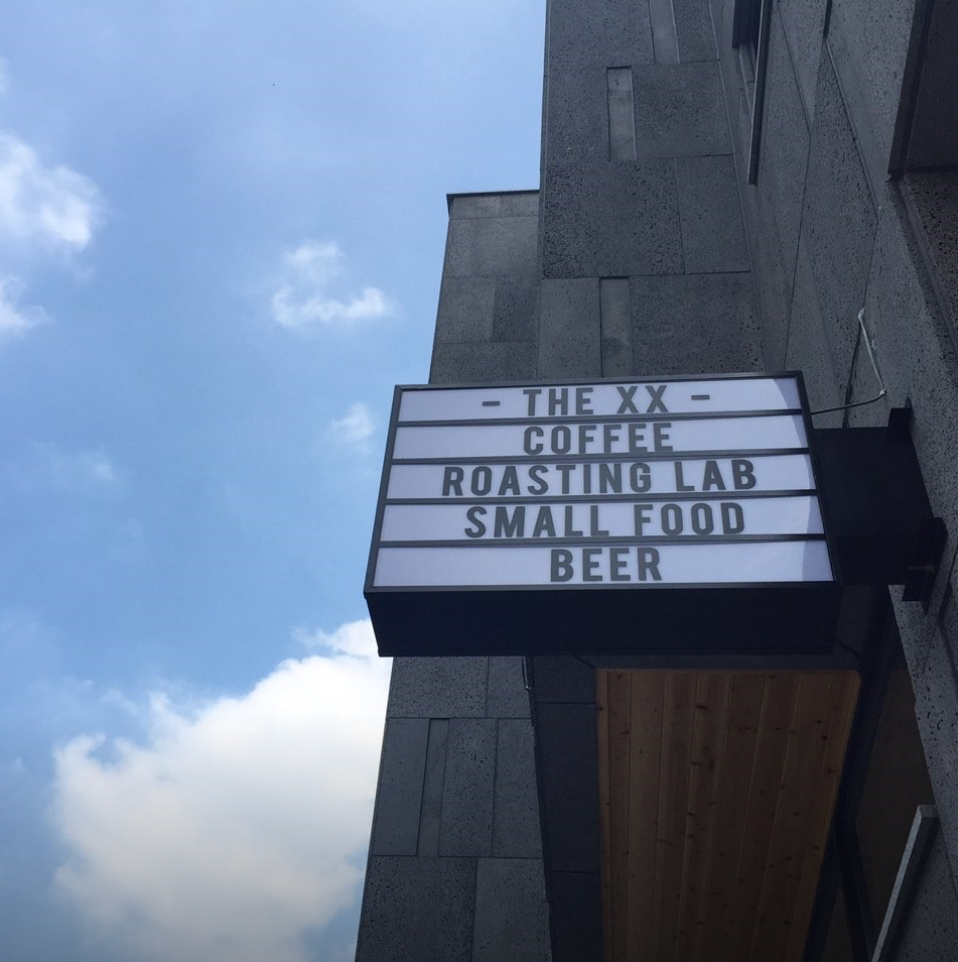 - THE XX -
COFFEE
ROASTING LAB
SMALL FOOD
BEER